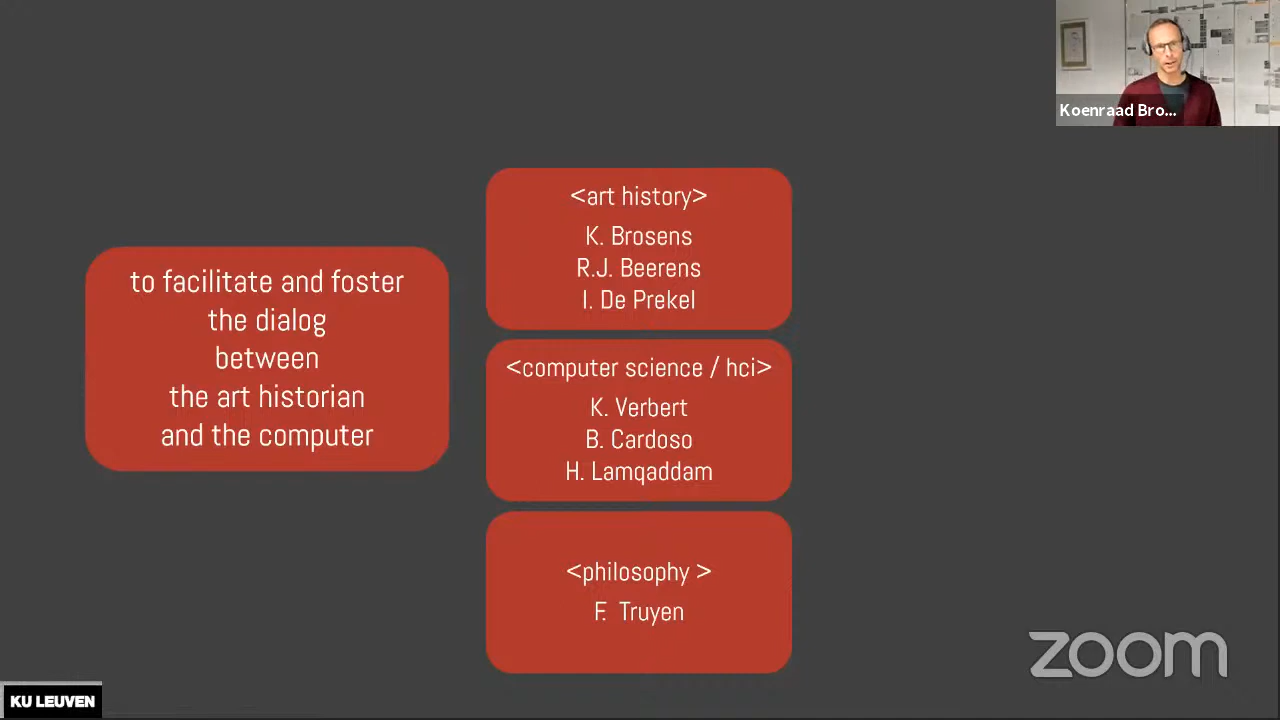 Koenraad Bro...
to facilitate and foster
the dialog
between
the art historian
and the computer
<art history>
K. Brosens
R.J. Beerens
I. De Prekel
<computer science / hci>
K. Verbert
B. Cardoso
H. Lamqaddam
<philosophy >
F. Truyen
zoom
KU LEUVEN